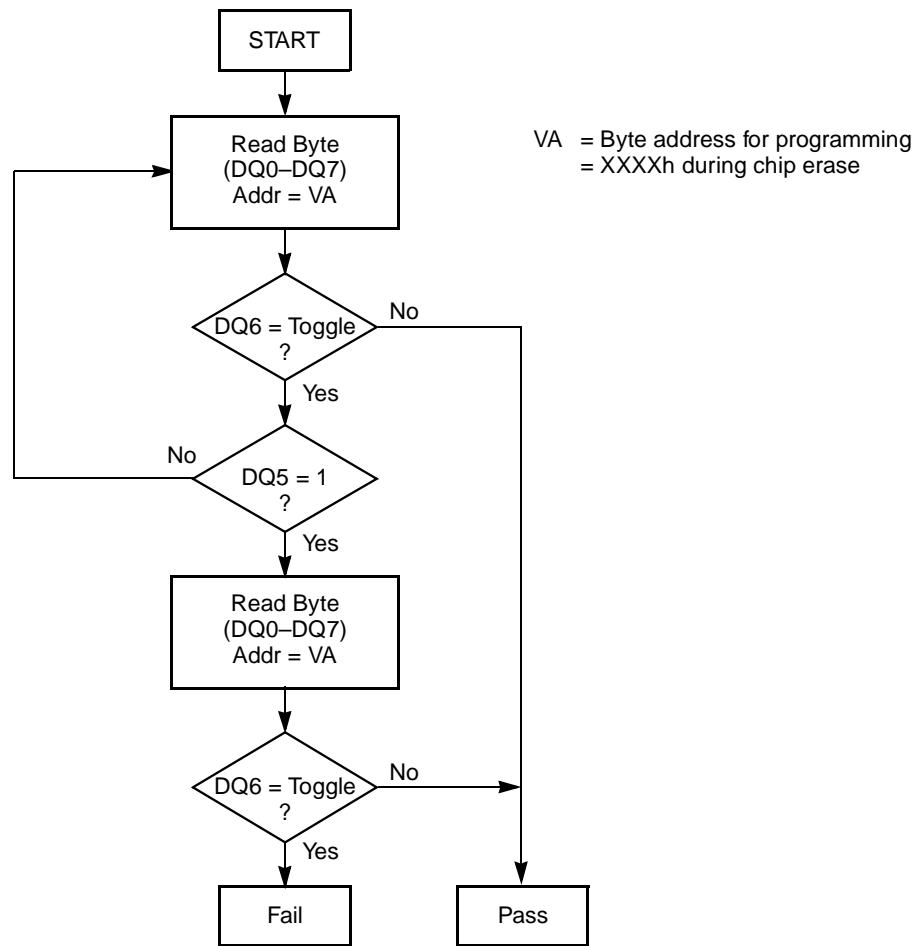 START
Read Byte
(DQ0–DQ7)
Addr = VA
VA = Byte address for programming
= XXXXh during chip erase
DQ6 = Toggle
?
No
Yes
No
DQ5 = 1
?
Yes
Read Byte
(DQ0–DQ7)
Addr = VA
DQ6 = Toggle
?
No
Yes
Fail
Pass